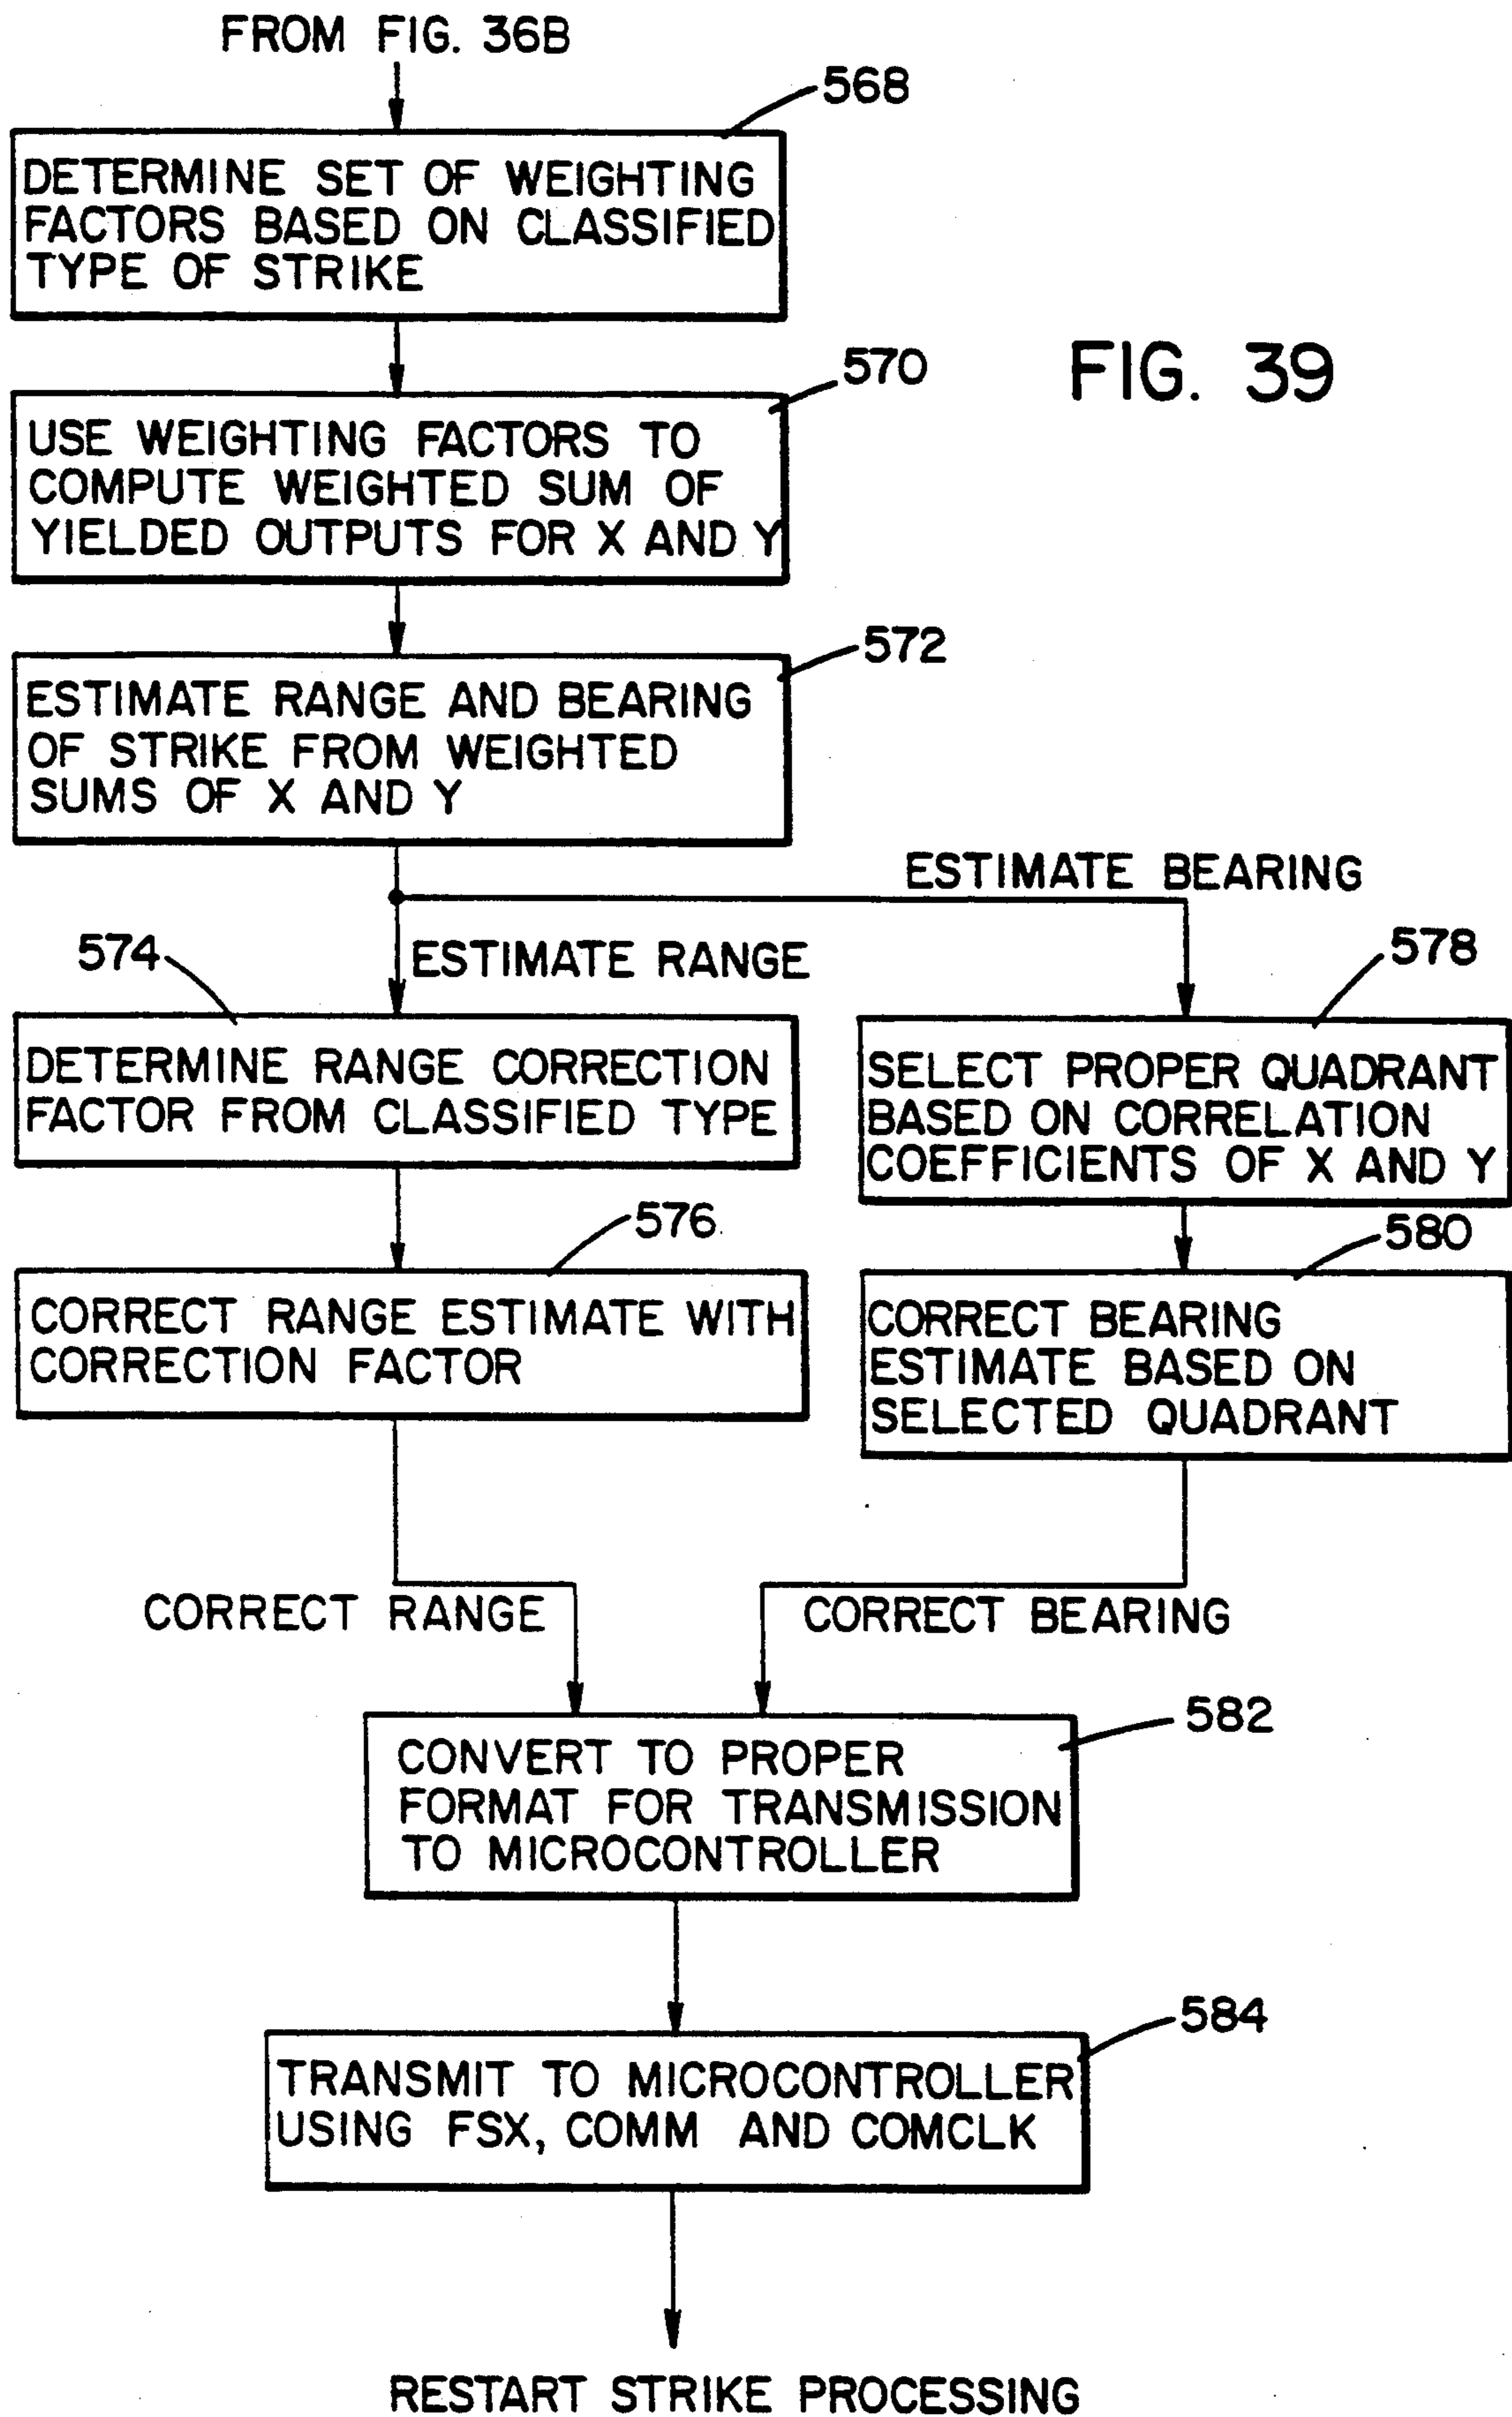 FROM FIG. 36B
568
DETERMINE SET OF WEIGHTING
FACTORS BASED ON CLASSIFIED
TYPE OF STRIKE
FIG. 39
570
USE WEIGHTING FACTORS TO
COMPUTE WEIGHTED SUM OF
YIELDED OUTPUTS FOR X AND Y
572
ESTIMATE RANGE AND BEARING
OF STRIKE FROM WEIGHTED
SUMS OF X AND Y
ESTIMATE BEARING
ESTIMATE RANGE
574
DETERMINE RANGE CORRECTION
FACTOR FROM CLASSIFIED TYPE
578
SELECT PROPER QUADRANT
BASED ON CORRELATION
COEFFICIENTS OF X AND Y
576
CORRECT RANGE ESTIMATE WITH
CORRECTION FACTOR
580
CORRECT BEARING
ESTIMATE BASED ON
SELECTED QUADRANT
CORRECT RANGE
CORRECT BEARING
582
CONVERT TO PROPER
FORMAT FOR TRANSMISSION
TO MICROCONTROLLER
584
TRANSMIT TO MICROCONTROLLER
USING FSX, COMM AND COMCLK
RESTART STRIKE PROCESSING